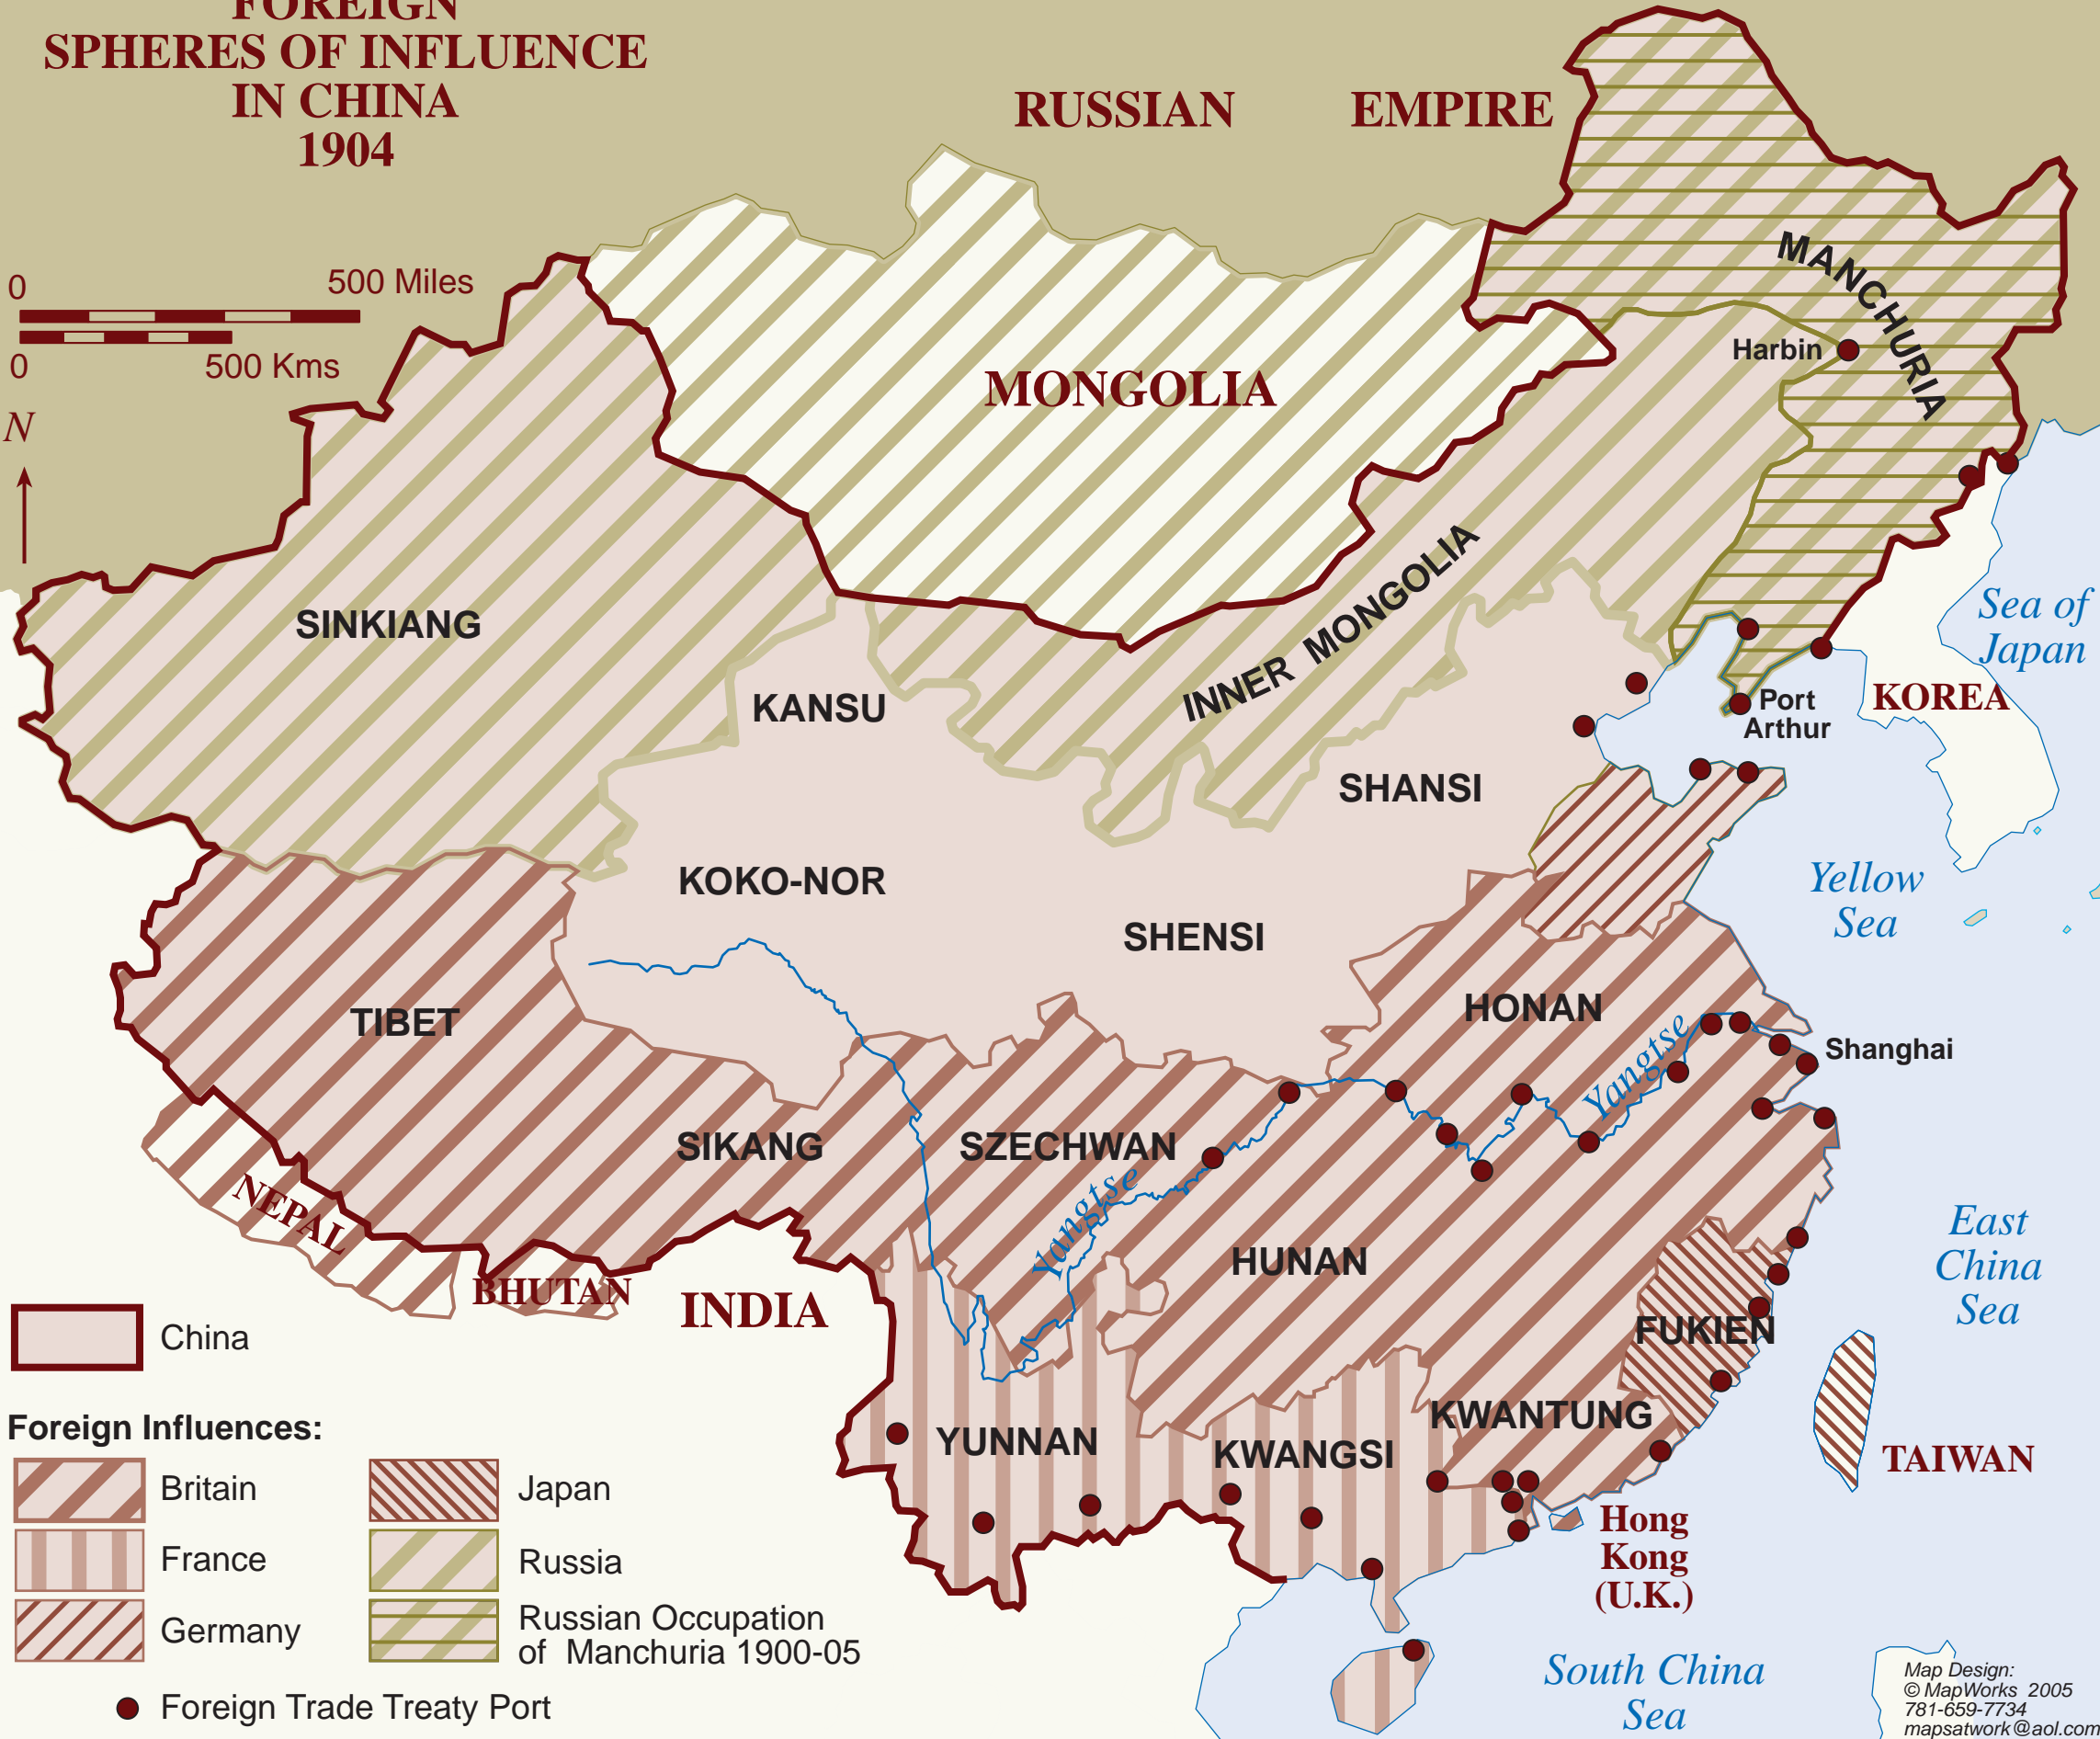 FOREIGN
SPHERES OF INFLUENCE
IN CHINA
1904
RUSSIAN EMPIRE
0 500 Miles
0 500 Kms
N
MONGOLIA
MANCHURIA
Harbin
SINKIANG
KANSU
INNER MONGOLIA
Sea of
Japan
KOREA
Port
Arthur
SHANSI
KOKO-NOR
SHENSI
Yellow
Sea
TIBET
HONAN
Yangtse
Shanghai
SIKANG
SZECHWAN
Yangtse
NEPAL
BHUTAN
INDIA
HUNAN
East
China
Sea
FUKIEN
YUNNAN
KWANGSI
KWANTUNG
TAIWAN
Hong
Kong
(U.K.)
South China
Sea
China
Foreign Influences:
Britain
France
Germany
Japan
Russia
Russian Occupation
of Manchuria 1900-05
Foreign Trade Treaty Port
Map Design:
© MapWorks 2005
781-659-7734
mapsatwork@aol.com